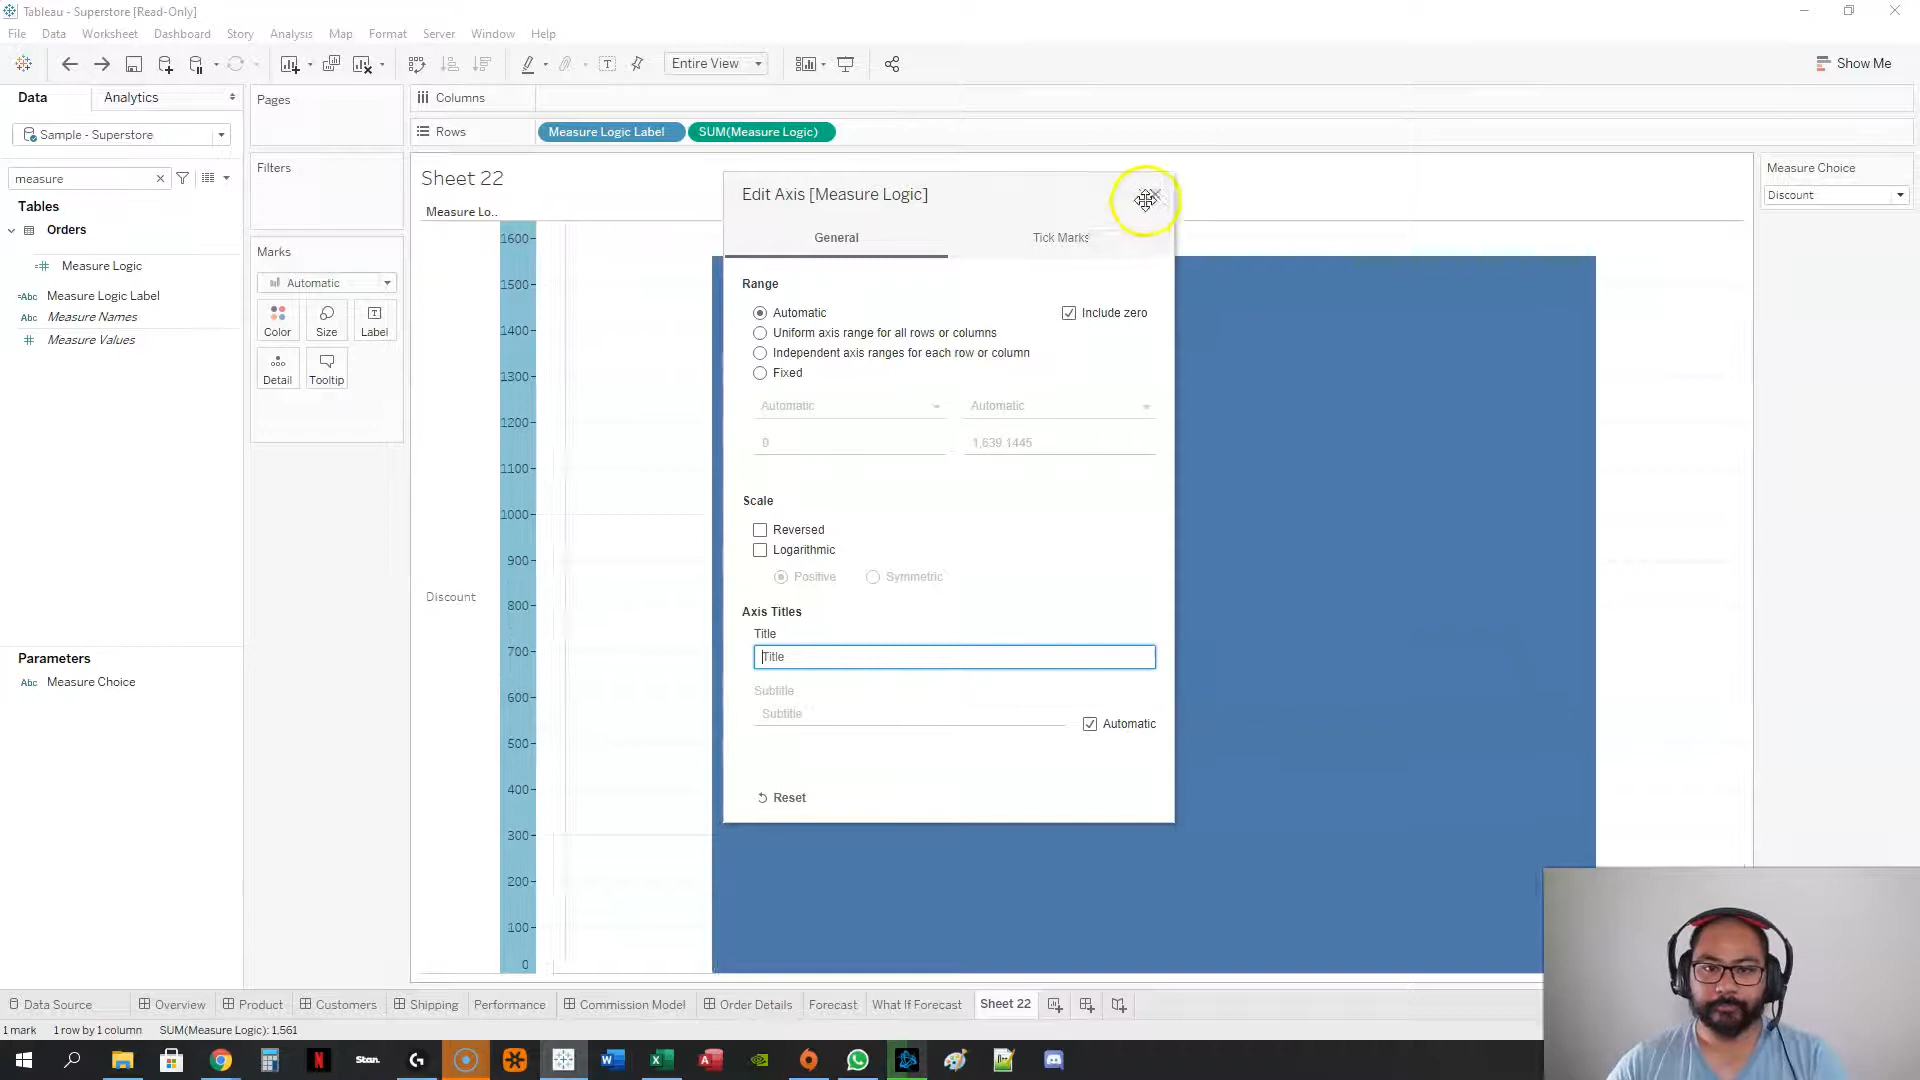 Tableau - Superstore [Read-Only]
File Data Worksheet Dashboard Story Analysis Map Format Server Window Help
Entire View
Show Me
Data Analytics
Pages
Columns
Sample - Superstore
Rows Measure Logic Label SUM(Measure Logic)
measure
Filters
Sheet 22
Measure Choice
Discount
Tables
Measure Lo..
Orders
Marks
Measure Logic
Automatic
Measure Logic Label
Measure Names
Color Size Label
Measure Values
Detail Tooltip
1600
1500
1400
1300
1200
1100
1000
900
800
700
600
500
400
300
200
100
0
Discount
Edit Axis [Measure Logic]
General Tick Marks
Range
Automatic Include zero
Uniform axis range for all rows or columns
Independent axis ranges for each row or column
Fixed
Automatic Automatic
0 1,639.1445
Scale
Reversed
Logarithmic
Positive Symmetric
Axis Titles
Title
Title
Subtitle
Subtitle
Automatic
Reset
Parameters
Abc Measure Choice
Data Source Overview Product Customers Shipping Performance Commission Model Order Details Forecast What If Forecast Sheet 22
1 mark 1 row by 1 column SUM(Measure Logic): 1,561
Stan.